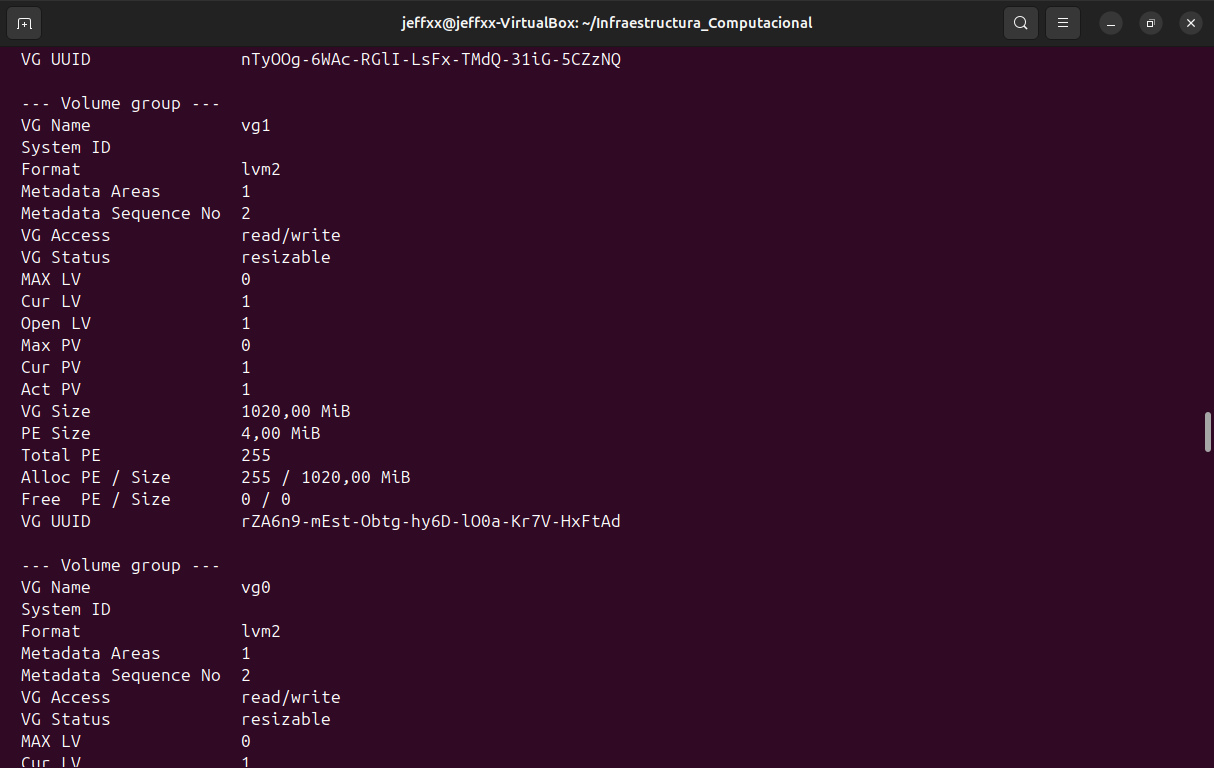 jeffxx@jeffxx-VirtualBox: ~/Infraestructura_Computacional
VG UUID               nTyOOg-6WAc-RGlI-LsFx-TMdQ-31iG-5CZzNQ
--- Volume group ---
VG Name               vg1
System ID
Format                lvm2
Metadata Areas        1
Metadata Sequence No  2
VG Access             read/write
VG Status             resizable
MAX LV                0
Cur LV                1
Open LV               1
Max PV                0
Cur PV                1
Act PV                1
VG Size               1020,00 MiB
PE Size               4,00 MiB
Total PE              255
Alloc PE / Size       255 / 1020,00 MiB
Free  PE / Size       0 / 0
VG UUID               rZA6n9-mEst-Obtg-hy6D-lO0a-Kr7V-HxFtAd
--- Volume group ---
VG Name               vg0
System ID
Format                lvm2
Metadata Areas        1
Metadata Sequence No  2
VG Access             read/write
VG Status             resizable
MAX LV                0
Cur LV                1